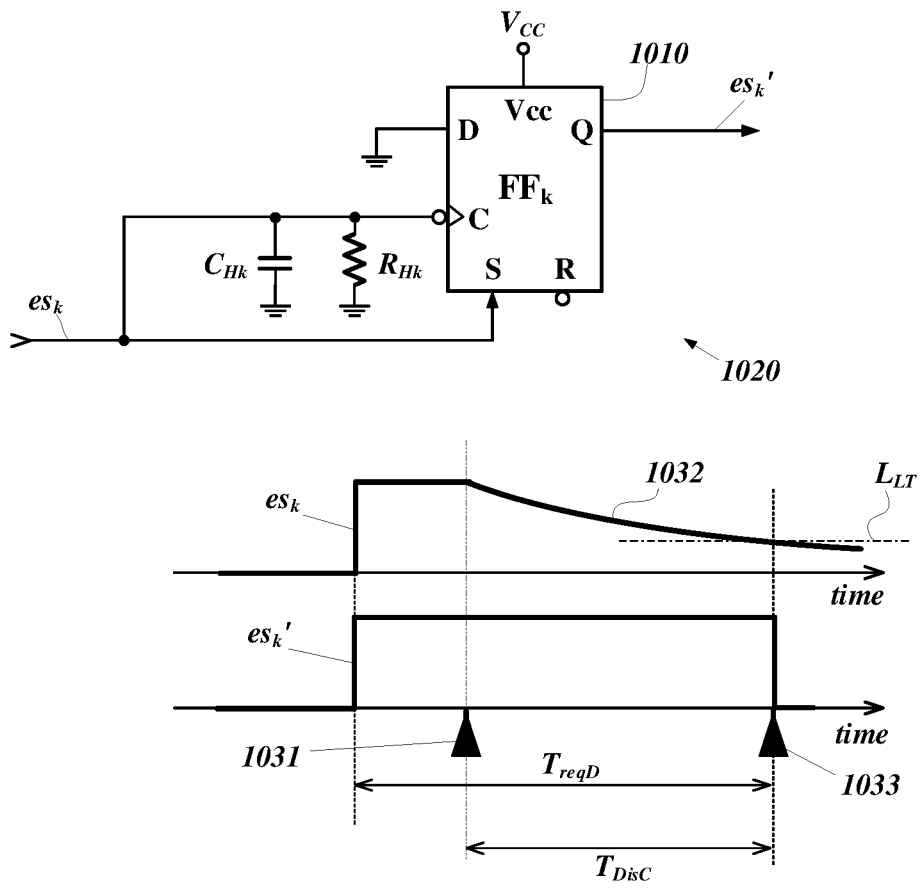 V_CC
1010
es_k'
Vcc
D
Q
FF_k
C
C_Hk
R_Hk
S
R
es_k
1020
1032
L_LT
es_k
time
es_k'
time
1031
T_reqD
1033
T_DisC